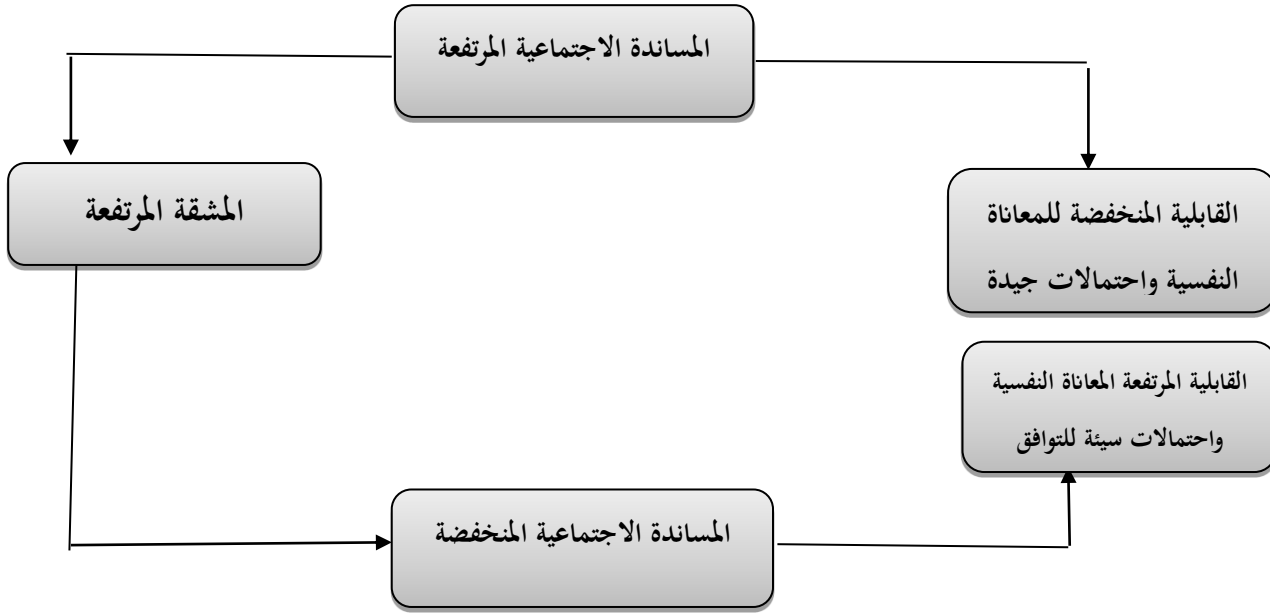 المساندة الاجتماعية المرتفعة
المشقة المرتفعة
القابلية المنخفضة للمعاناة
النفسية واحتمالات جيدة
القابلية المرتفعة المعاناة النفسية
واحتمالات سيئة للتوافق
المساندة الاجتماعية المنخفضة